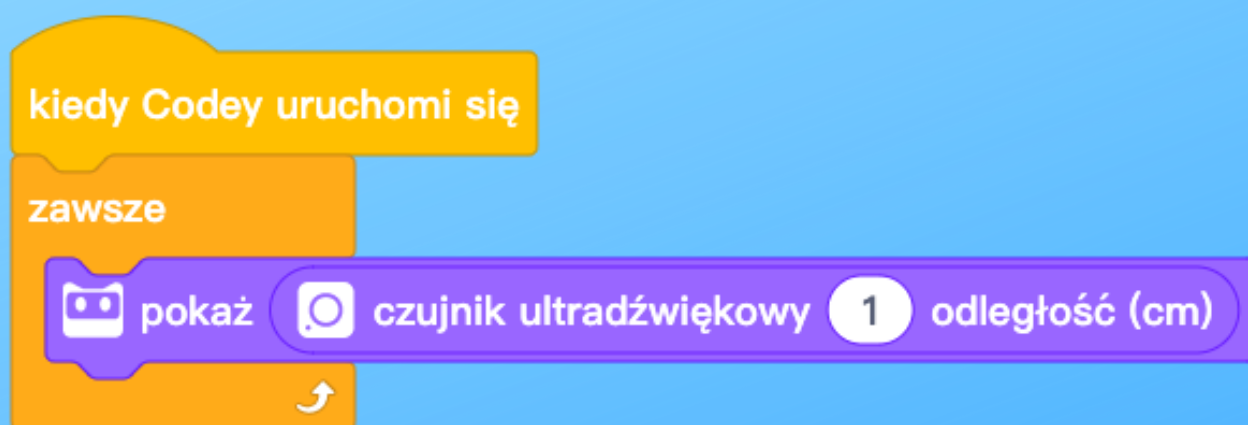 kiedy Codey uruchomi się
zawsze
pokaż czujnik ultradźwiękowy 1 odległość (cm)